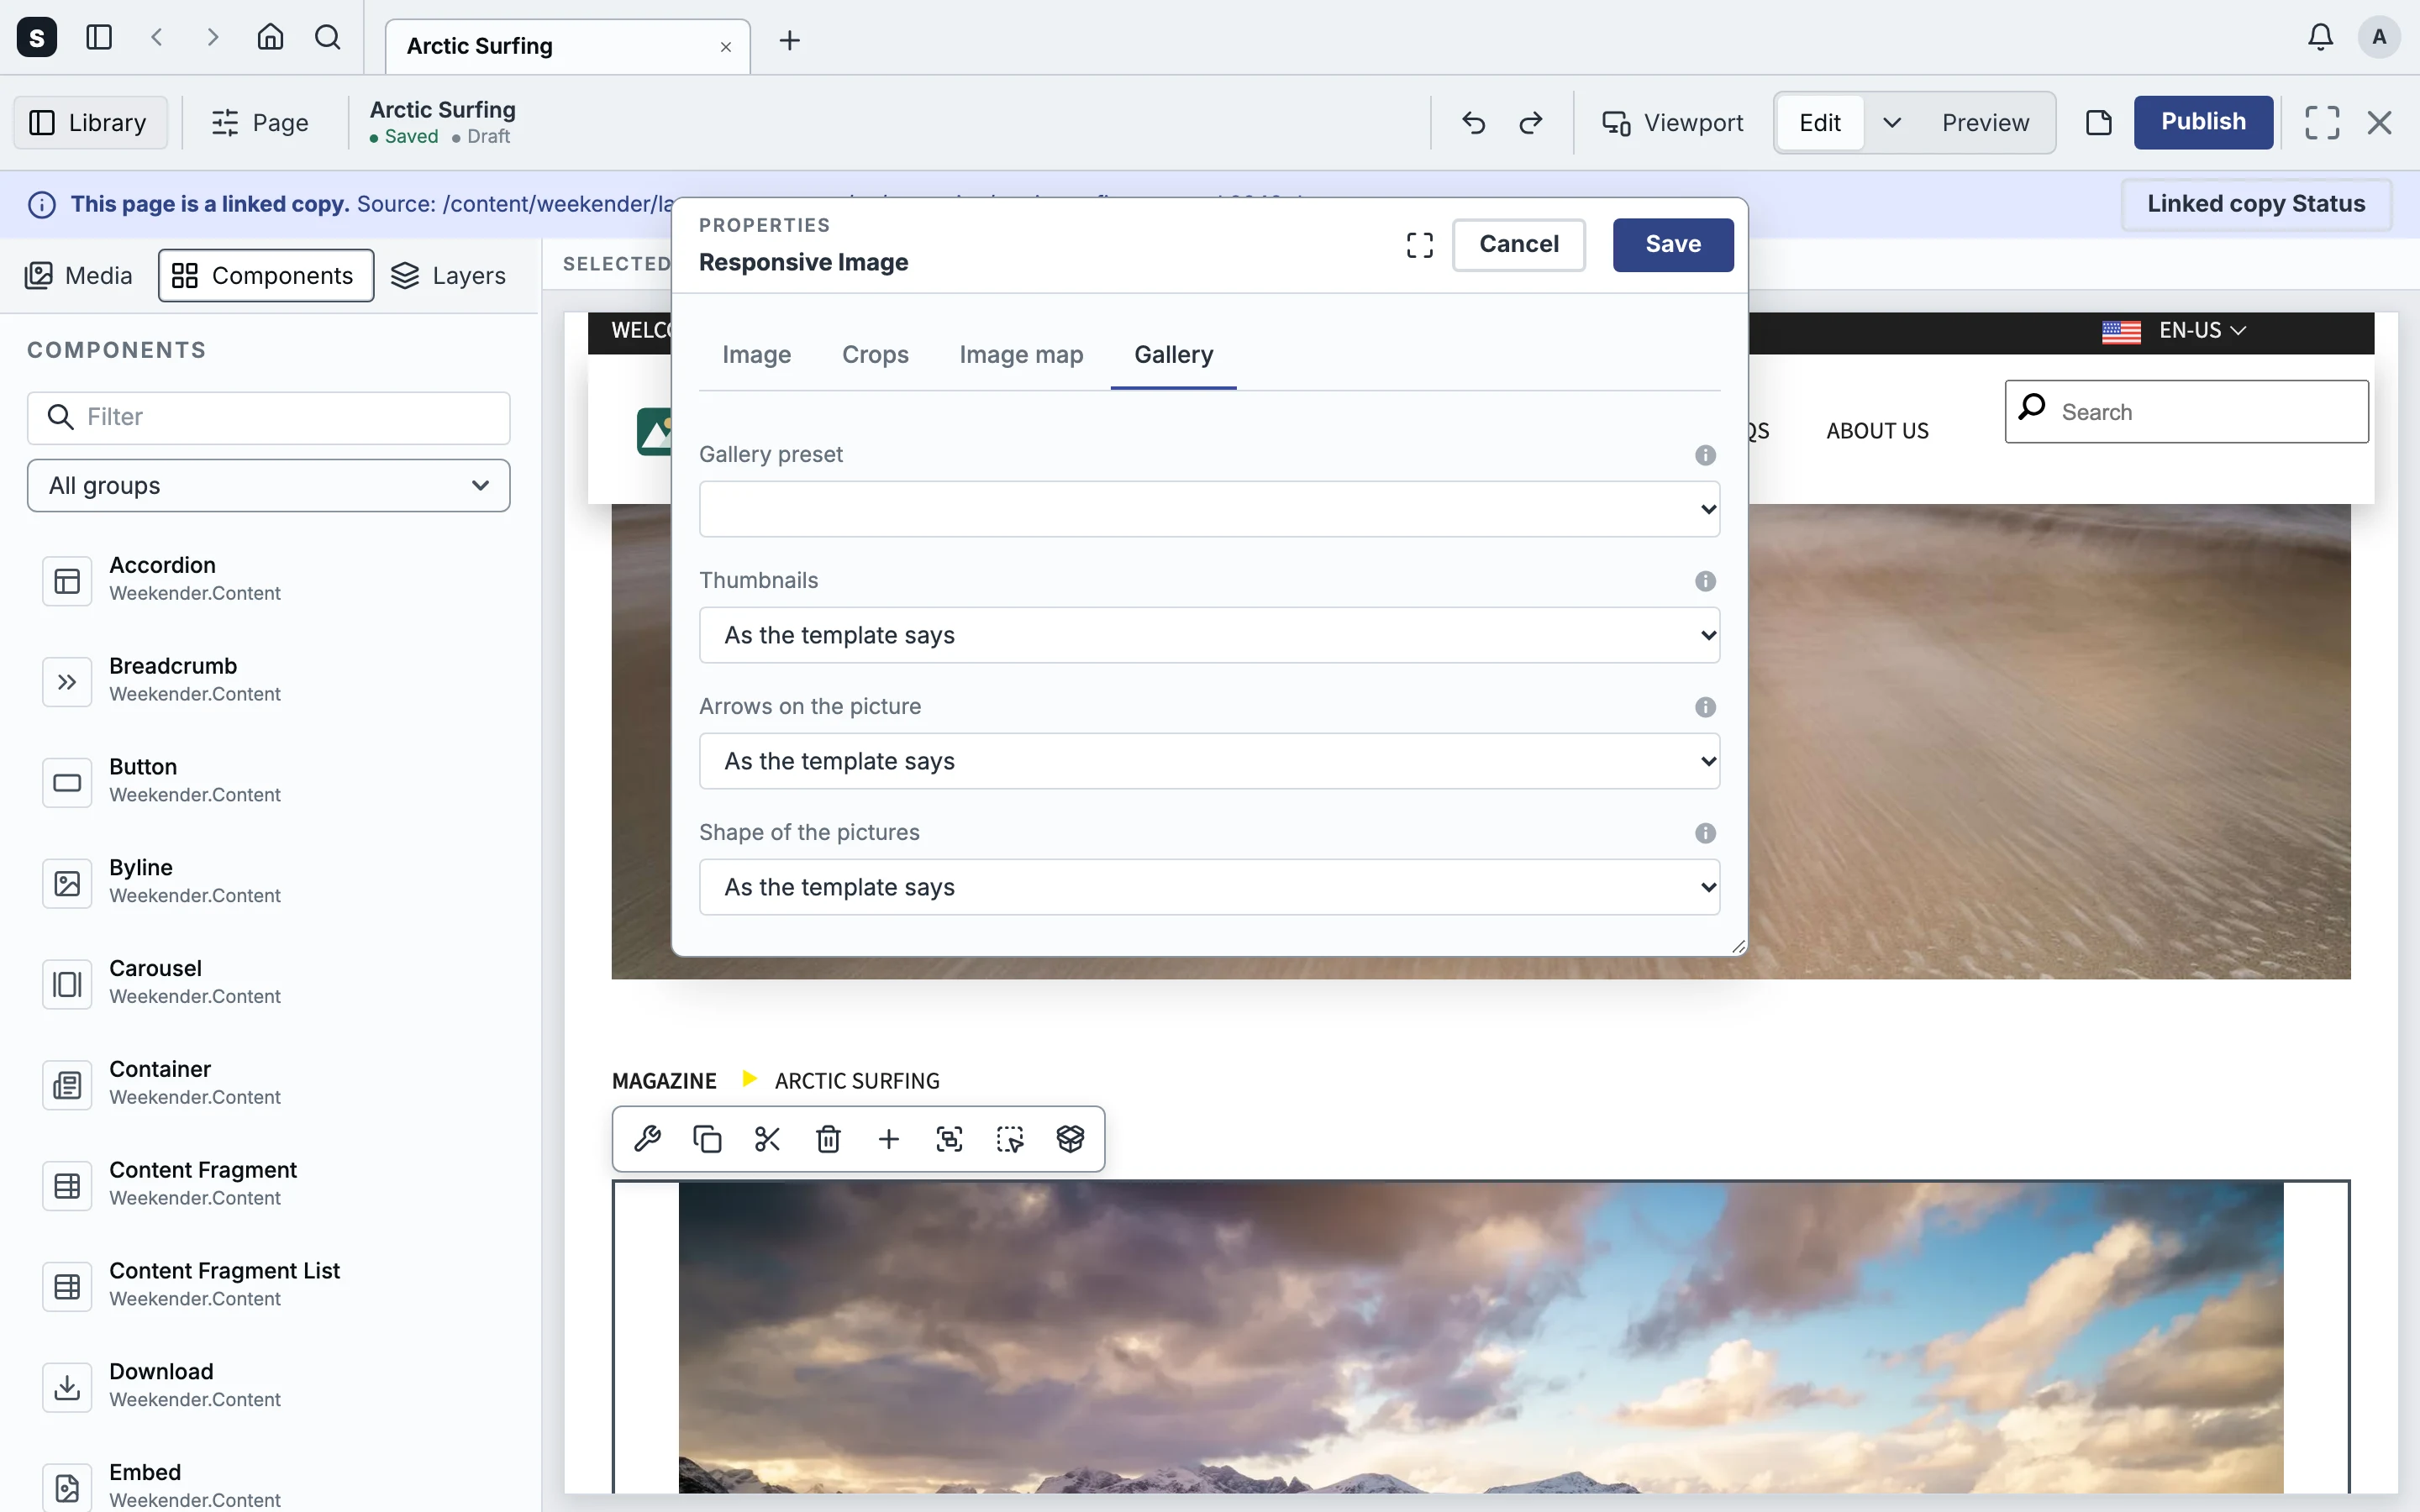 S
Arctic Surfing
A
Library
Page
Arctic Surfing
Saved
Draft
Viewport
Edit
Preview
Publish
This page is a linked copy. Source: /content/weekender/la
Linked copy Status
PROPERTIES
Responsive Image
Cancel
Save
Media
Components
Layers
SELECTED
COMPONENTS
Filter
All groups
Accordion
Weekender.Content
Breadcrumb
Weekender.Content
Button
Weekender.Content
Byline
Weekender.Content
Carousel
Weekender.Content
Container
Weekender.Content
Content Fragment
Weekender.Content
Content Fragment List
Weekender.Content
Download
Weekender.Content
Embed
Weekender.Content
Image
Crops
Image map
Gallery
Gallery preset
Thumbnails
As the template says
Arrows on the picture
As the template says
Shape of the pictures
As the template says
EN-US
ABOUT US
Search
MAGAZINE
ARCTIC SURFING